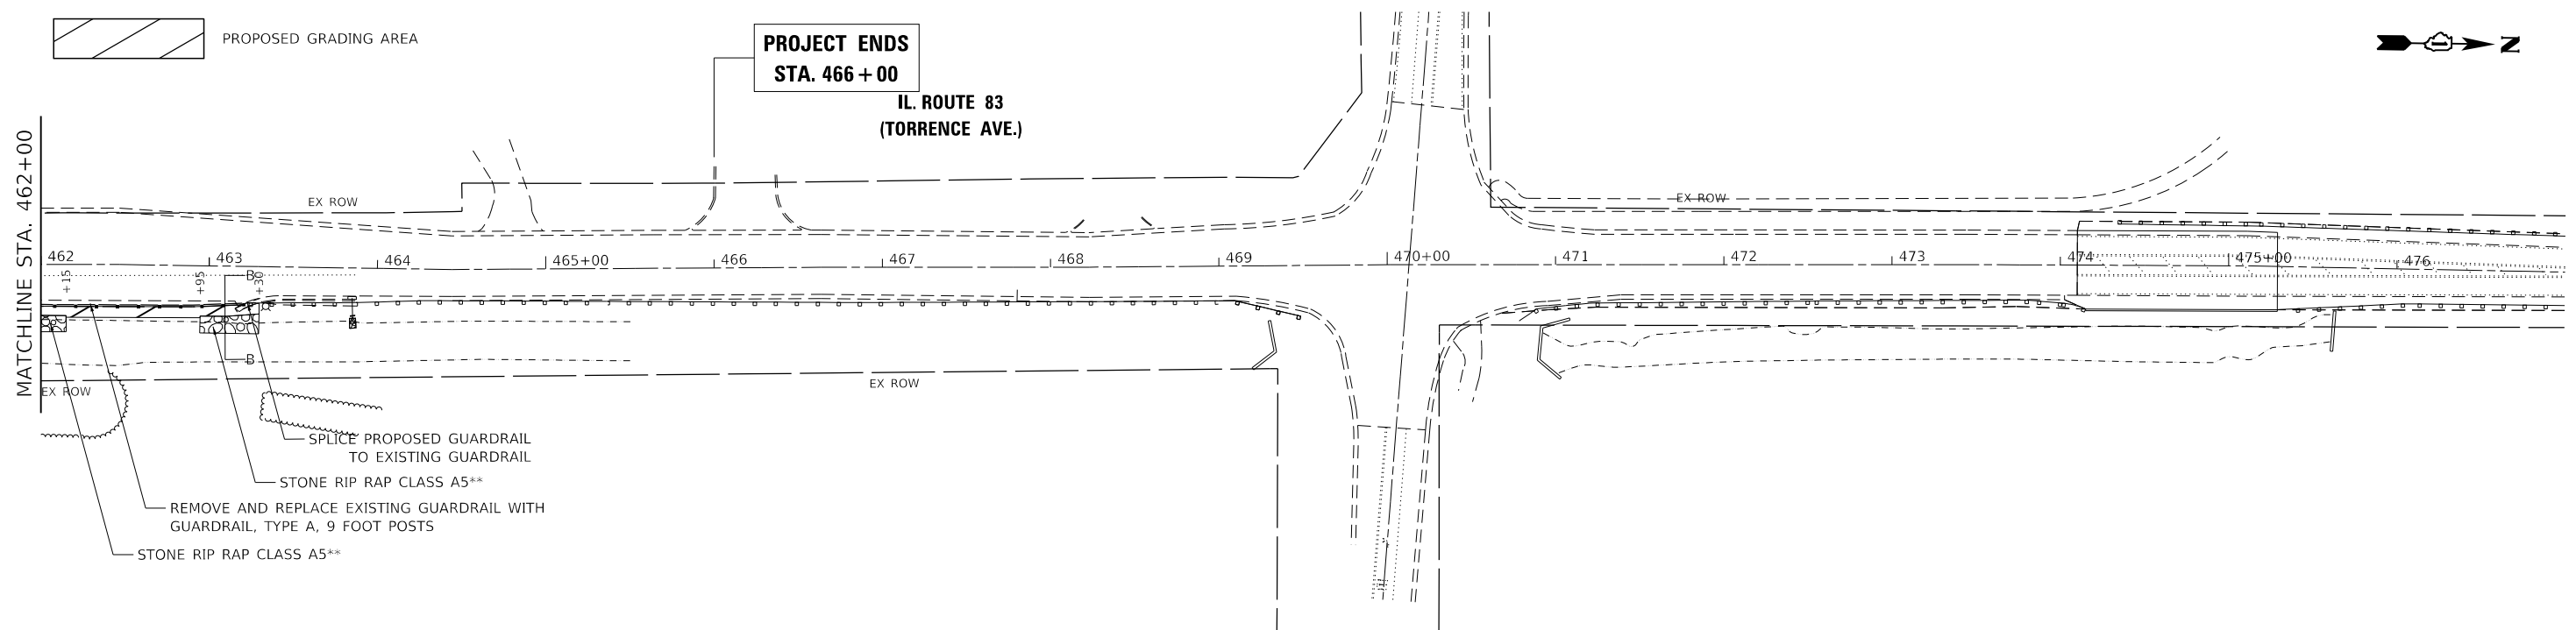 PROPOSED GRADING AREA
PROJECT ENDS
STA. 466+00
IL. ROUTE 83
(TORRENCE AVE.)
N
MATCHLINE STA. 462+00
EX ROW
EX ROW
462
463
464
465+00
466
467
468
469
470+00
471
472
473
474
475+00
476
+15
+95
+30
B
B
EX ROW
EX ROW
SPLICE PROPOSED GUARDRAIL
TO EXISTING GUARDRAIL
STONE RIP RAP CLASS A5**
REMOVE AND REPLACE EXISTING GUARDRAIL WITH
GUARDRAIL, TYPE A, 9 FOOT POSTS
STONE RIP RAP CLASS A5**